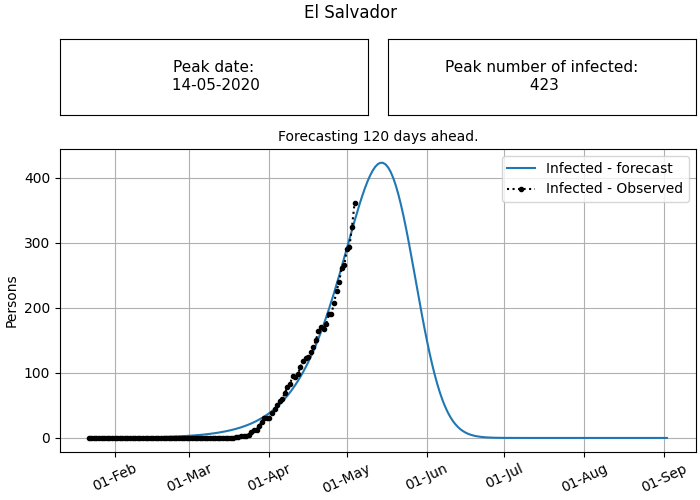 El Salvador
Peak date:
14-05-2020
Peak number of infected:
423
Forecasting 120 days ahead.
Infected - forecast
Infected - Observed
Persons
400
300
200
100
0
01-Feb
01-Mar
01-Apr
01-May
01-Jun
01-Jul
01-Aug
01-Sep